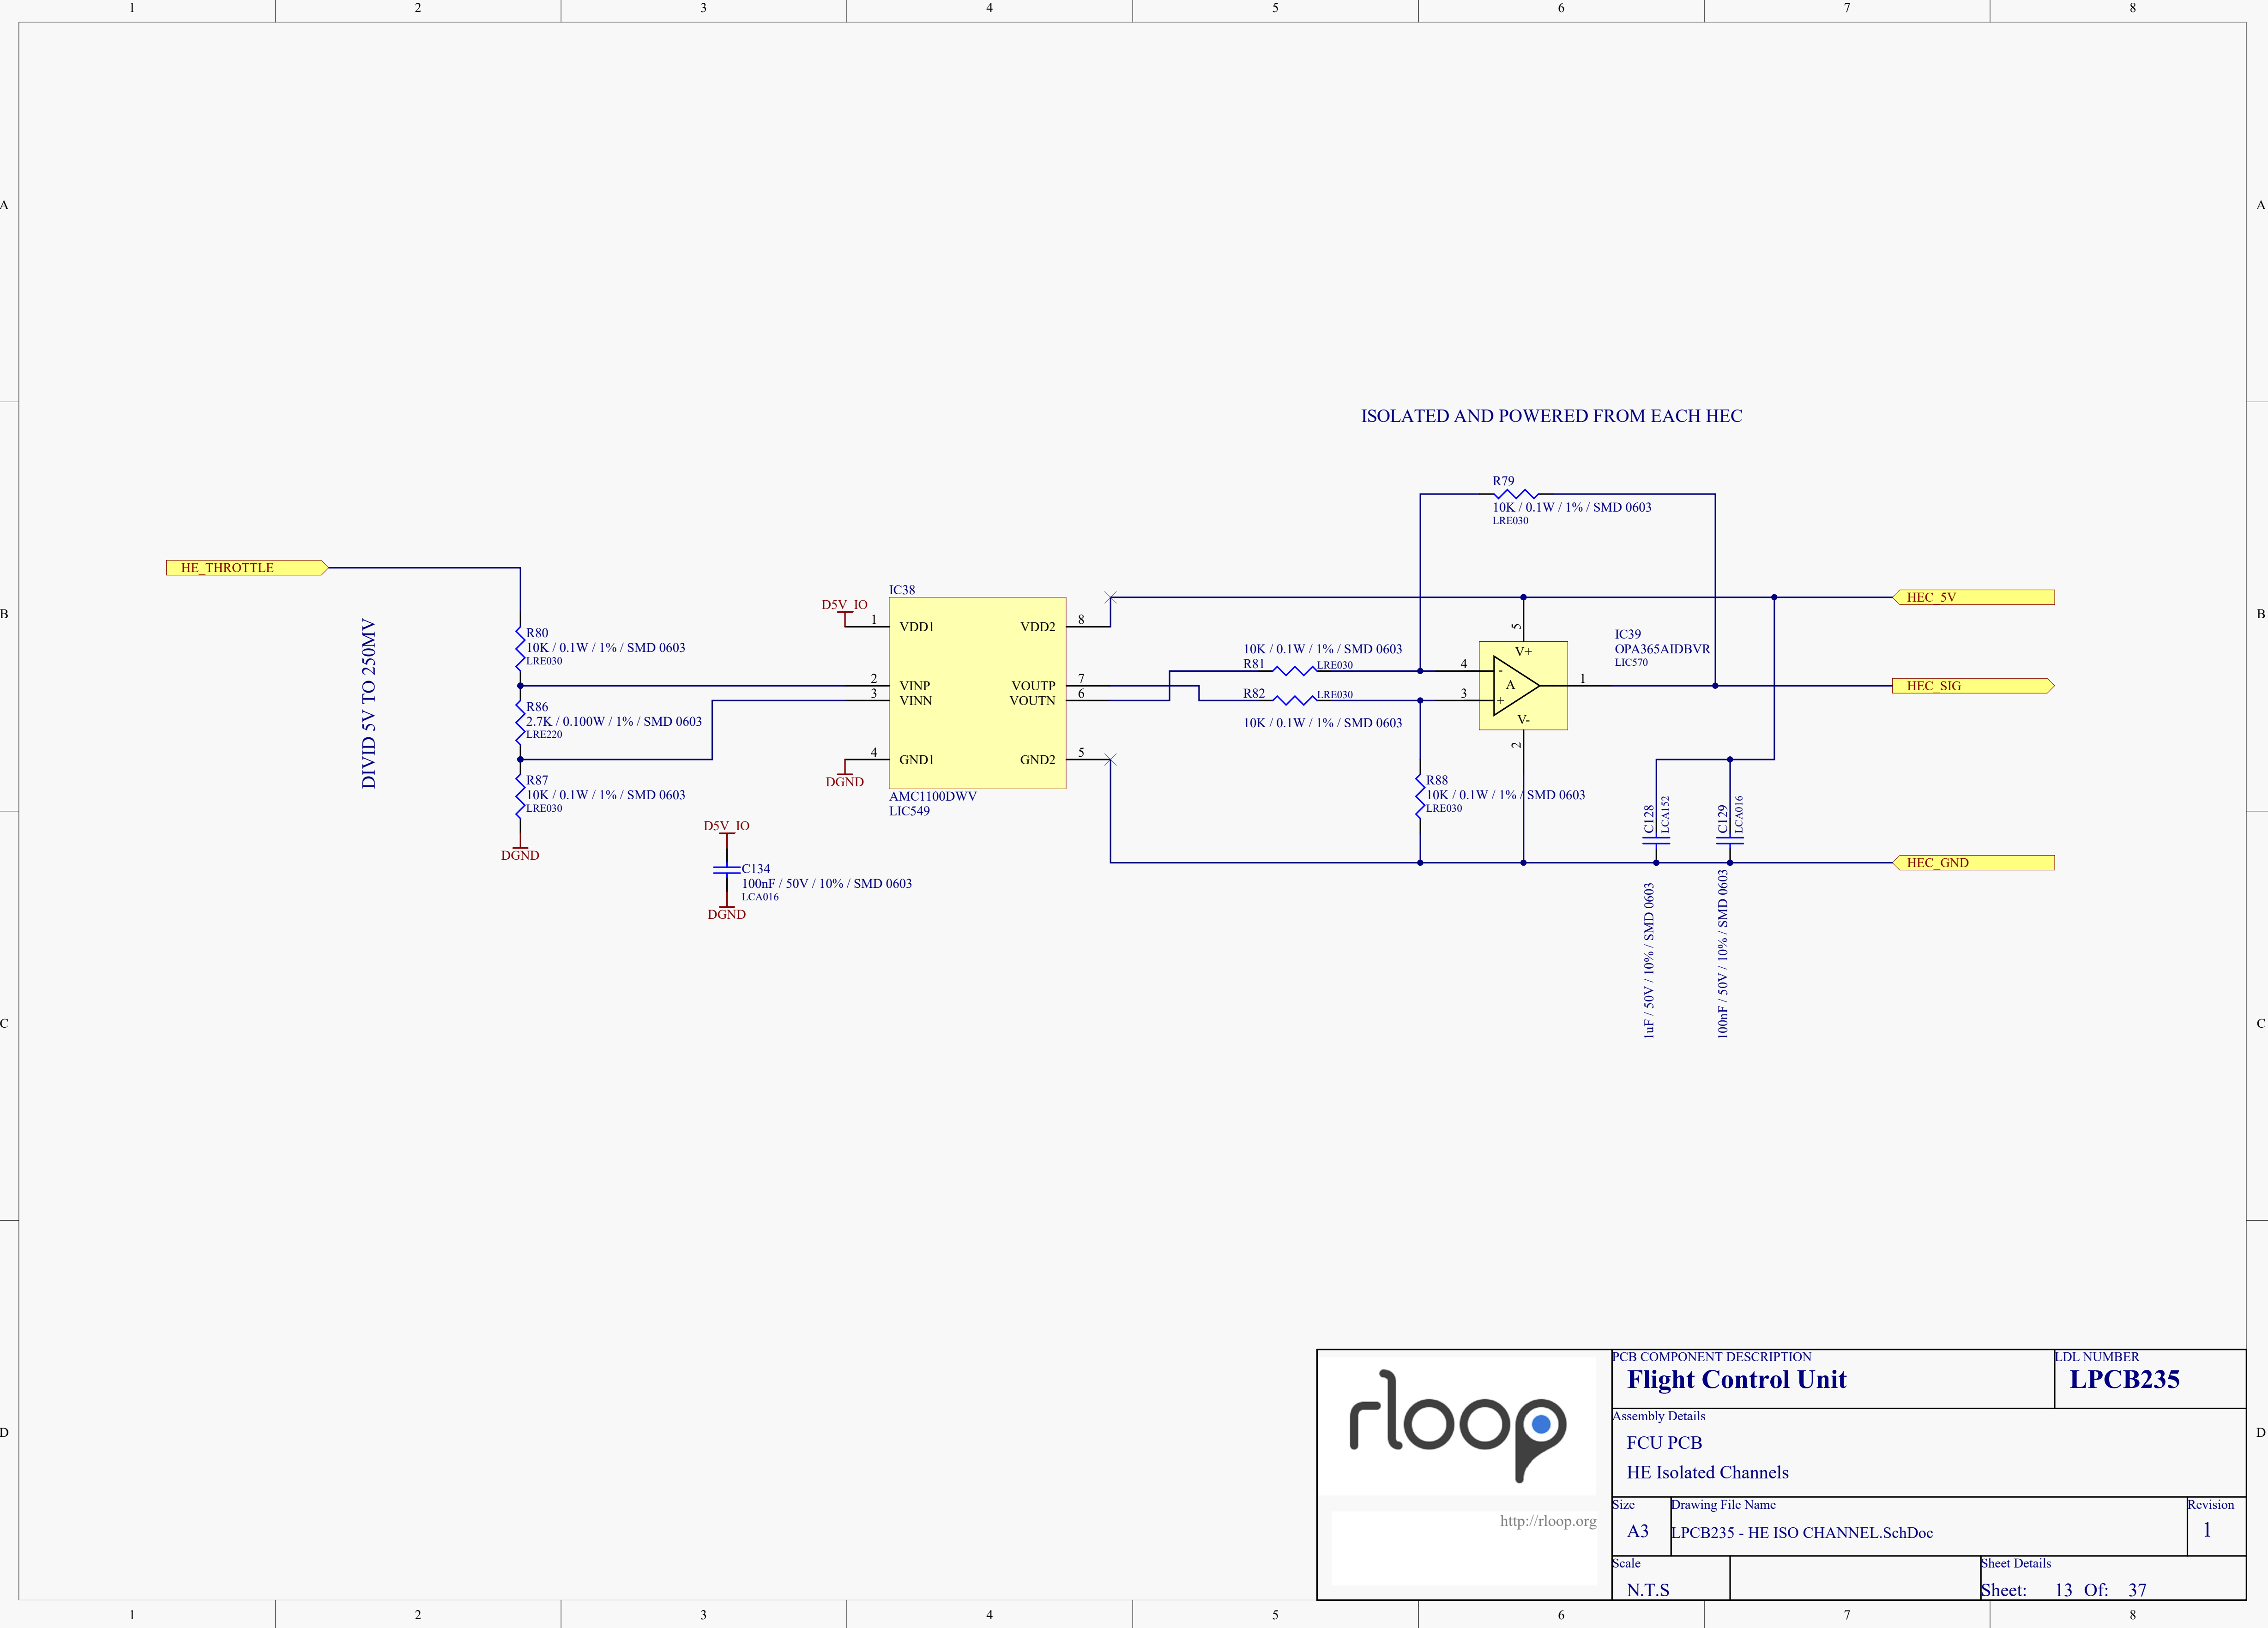 1 2 3 4 5 6 7 8
A A
ISOLATED AND POWERED FROM EACH HEC
R79
10K / 0.1W / 1% / SMD 0603
LRE030
HE_THROTTLE
DIVID 5V TO 250MV
R80
10K / 0.1W / 1% / SMD 0603
LRE030
R86
2.7K / 0.100W / 1% / SMD 0603
LRE220
R87
10K / 0.1W / 1% / SMD 0603
LRE030
DGND
D5V_IO
C134
100nF / 50V / 10% / SMD 0603
LCA016
DGND
IC38
D5V_IO
1 VDD1 VDD2 8
2 VINP VOUTP 7
3 VINN VOUTN 6
4 GND1 GND2 5
DGND
AMC1100DWV
LIC549
10K / 0.1W / 1% / SMD 0603
R81 LRE030
R82 LRE030
10K / 0.1W / 1% / SMD 0603
R88
10K / 0.1W / 1% / SMD 0603
LRE030
5
V+
4 -
A 1
3 +
V-
2
IC39
OPA365AIDBVR
LIC570
HEC_5V
HEC_SIG
HEC_GND
C128
LCA152
1uF / 50V / 10% / SMD 0603
C129
LCA016
100nF / 50V / 10% / SMD 0603
B B
C C
D D
rloop
http://rloop.org
PCB COMPONENT DESCRIPTION
Flight Control Unit
LDL NUMBER
LPCB235
Assembly Details
FCU PCB
HE Isolated Channels
Size
A3
Drawing File Name
LPCB235 - HE ISO CHANNEL.SchDoc
Revision
1
Scale
N.T.S
Sheet Details
Sheet: 13 Of: 37
1 2 3 4 5 6 7 8